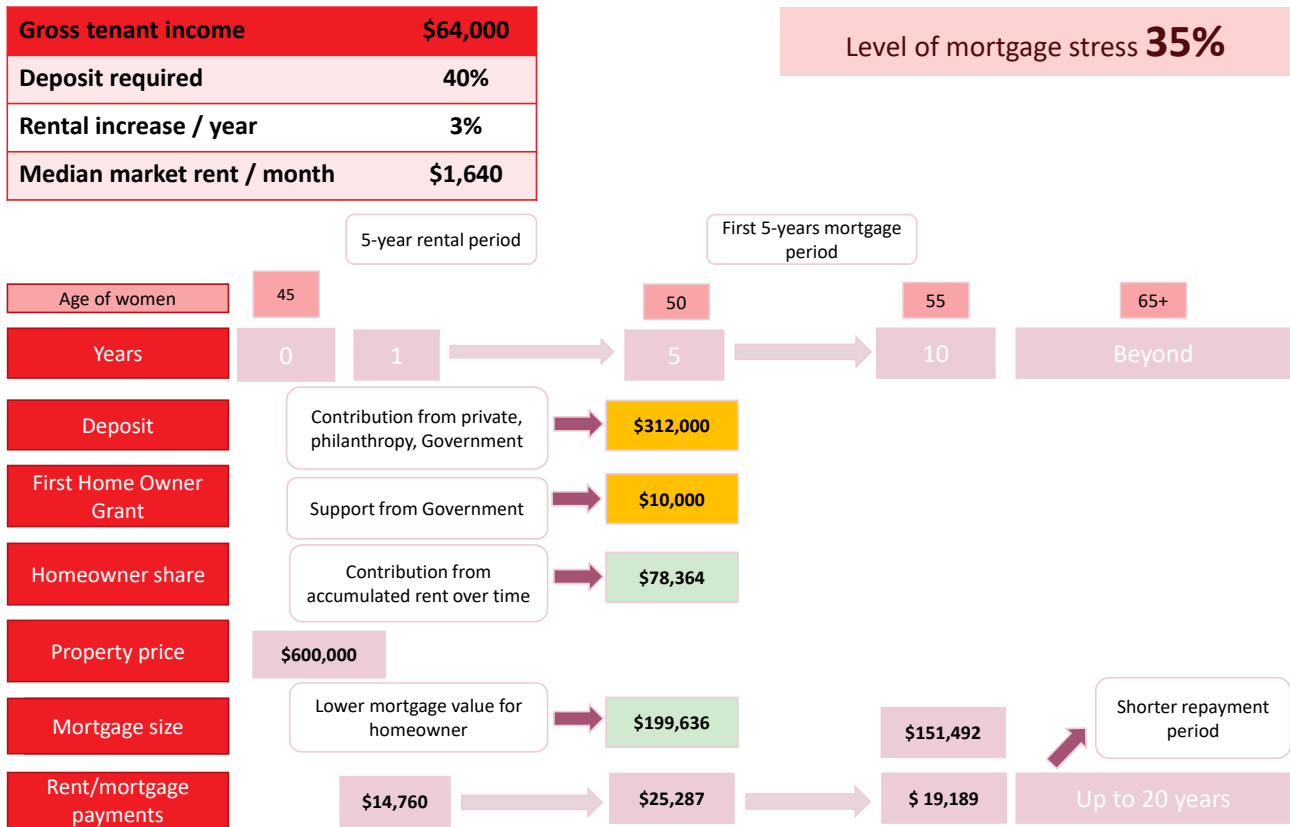 Gross tenant income $64,000
Level of mortgage stress 35%
Deposit required 40%
Rental increase / year 3%
Median market rent / month $1,640
5-year rental period
First 5-years mortgage
period
Age of women 45 50 55 65+
Years 0 1 5 10 Beyond
Deposit
Contribution from private,
philanthropy, Government
$312,000
First Home Owner
Grant
Support from Government
$10,000
Homeowner share
Contribution from
accumulated rent over time
$78,364
Property price
$600,000
Mortgage size
Lower mortgage value for
homeowner
$199,636
$151,492
Shorter repayment
period
Rent/mortgage
payments
$14,760
$25,287
$ 19,189
Up to 20 years